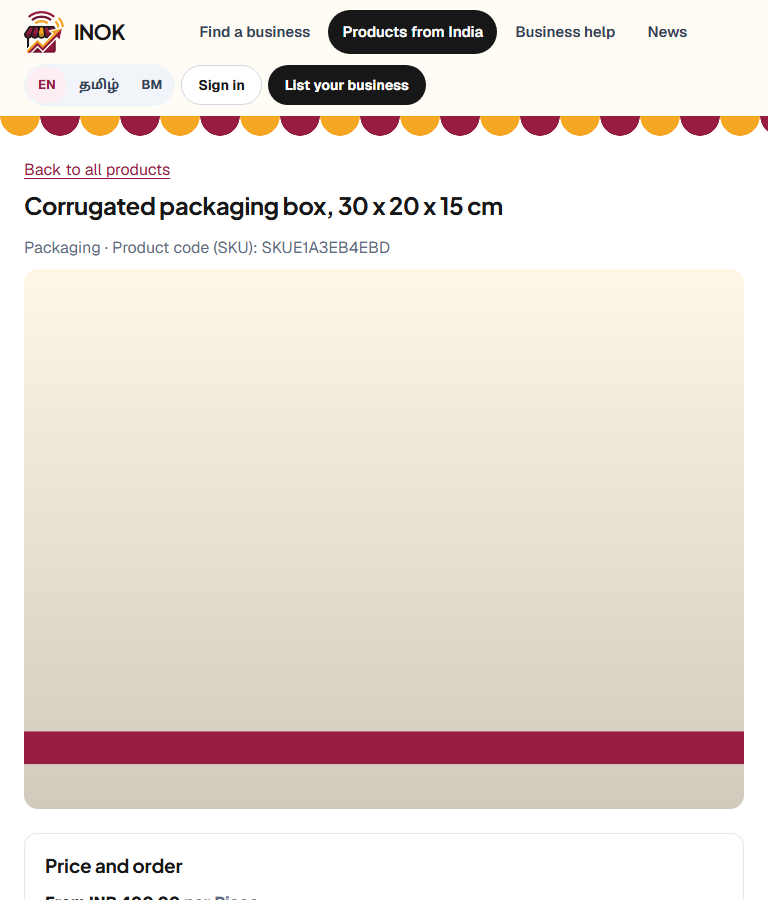 INOK
Find a business
Products from India
Business help
News
EN
தமிழ்
BM
Sign in
List your business
Back to all products
Corrugated packaging box, 30 x 20 x 15 cm
Packaging · Product code (SKU): SKUE1A3EB4EBD
Price and order